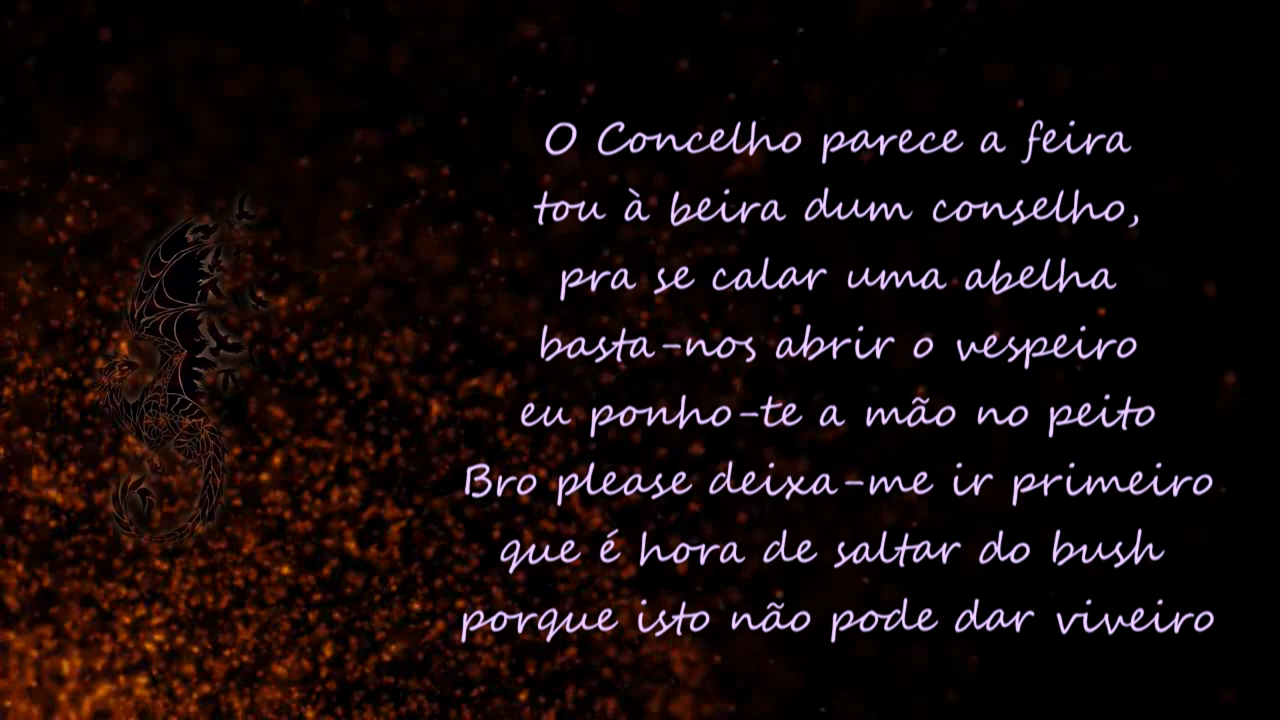 O Concelho parece a feira
tou à beira dum conselho,
pra se calar uma abelha
basta-nos abrir o vespeiro
eu ponho-te a mão no peito
Bro please deixa-me ir primeiro
que é hora de saltar do bush
porque isto não pode dar viveiro